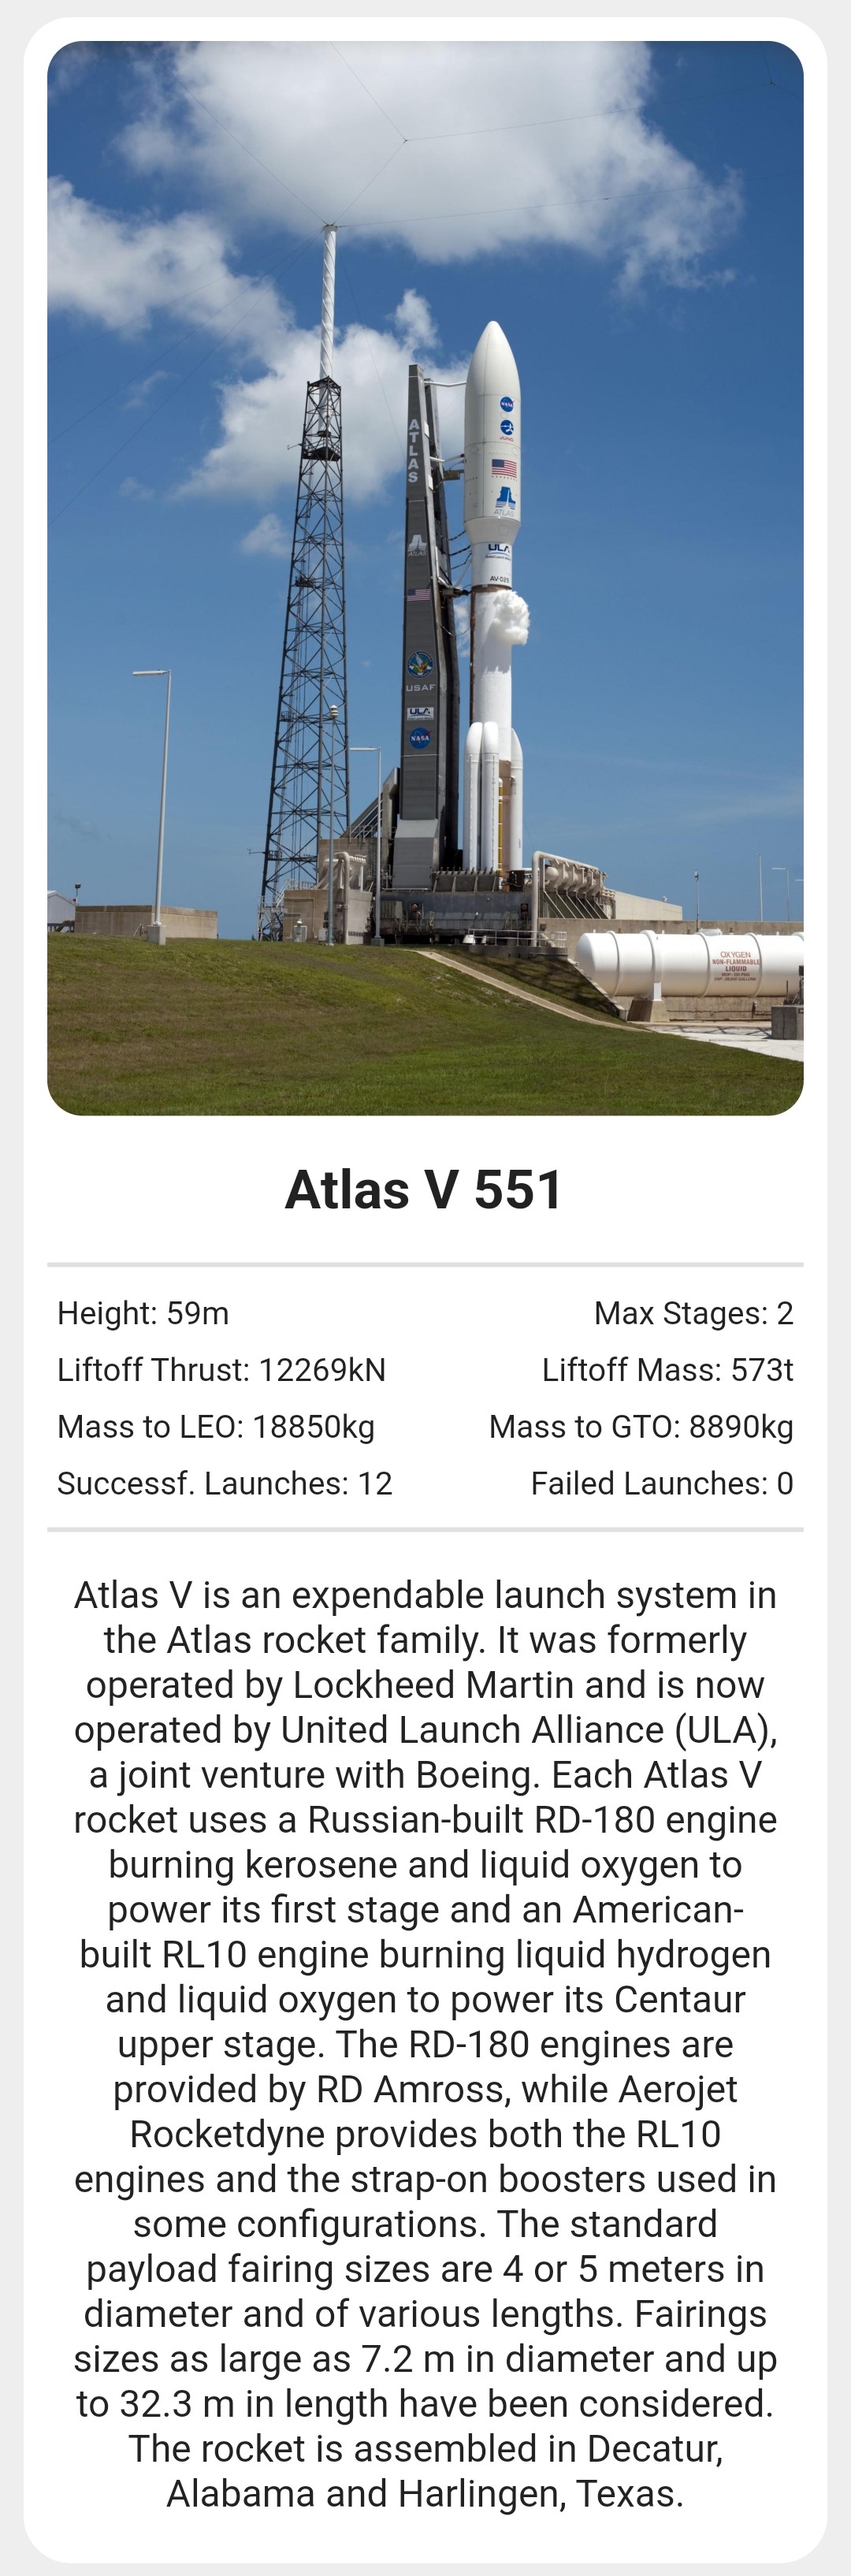 NASA
JUNO
ATLAS
ATLAS
ULA
AV-025
ATLAS
USAF
ULA
NASA
OXYGEN
NON-FLAMMABLE
LIQUID
Atlas V 551
Height: 59m
Max Stages: 2
Liftoff Thrust: 12269kN
Liftoff Mass: 573t
Mass to LEO: 18850kg
Mass to GTO: 8890kg
Successf. Launches: 12
Failed Launches: 0
Atlas V is an expendable launch system in
the Atlas rocket family. It was formerly
operated by Lockheed Martin and is now
operated by United Launch Alliance (ULA),
a joint venture with Boeing. Each Atlas V
rocket uses a Russian-built RD-180 engine
burning kerosene and liquid oxygen to
power its first stage and an American-
built RL10 engine burning liquid hydrogen
and liquid oxygen to power its Centaur
upper stage. The RD-180 engines are
provided by RD Amross, while Aerojet
Rocketdyne provides both the RL10
engines and the strap-on boosters used in
some configurations. The standard
payload fairing sizes are 4 or 5 meters in
diameter and of various lengths. Fairings
sizes as large as 7.2 m in diameter and up
to 32.3 m in length have been considered.
The rocket is assembled in Decatur,
Alabama and Harlingen, Texas.